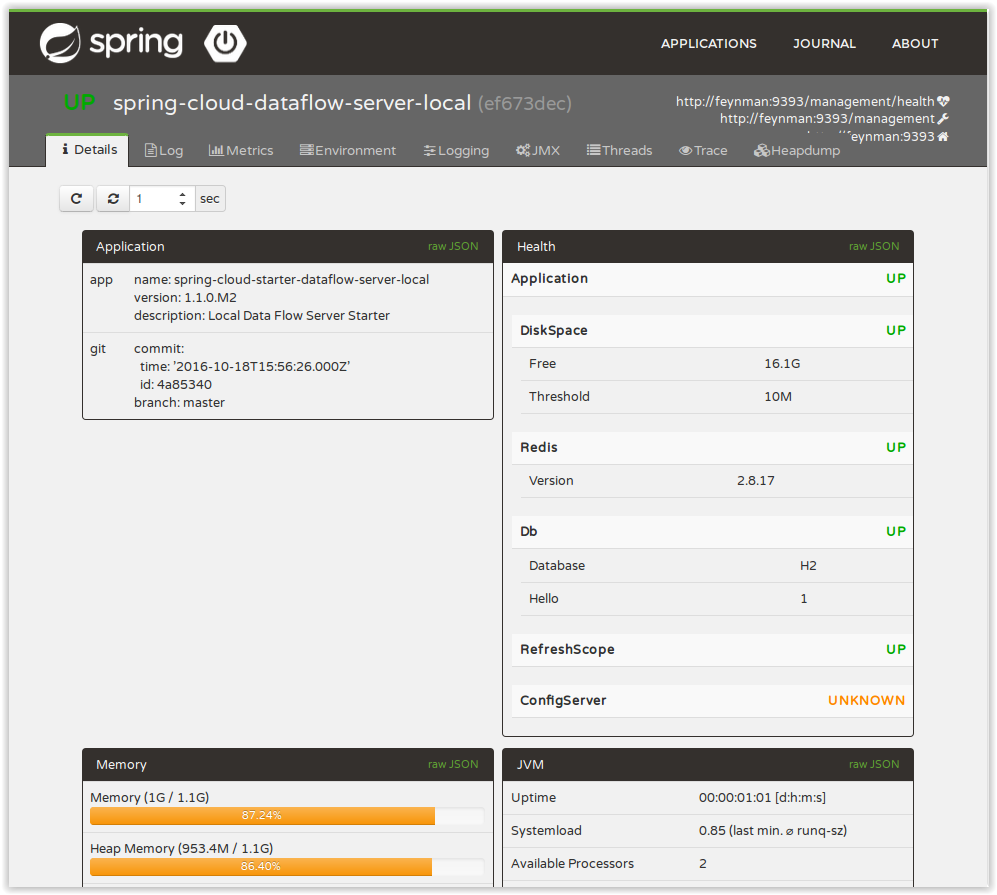 spring
APPLICATIONS JOURNAL ABOUT
UP spring-cloud-dataflow-server-local (ef673dec)
http://feynman:9393/management/health
http://feynman:9393/management
feynman:9393
Details Log Metrics Environment Logging JMX Threads Trace Heapdump
1 sec
Application raw JSON
app name: spring-cloud-starter-dataflow-server-local
version: 1.1.0.M2
description: Local Data Flow Server Starter
git commit:
time: '2016-10-18T15:56:26.000Z'
id: 4a85340
branch: master
Health raw JSON
Application UP
DiskSpace UP
Free 16.1G
Threshold 10M
Redis UP
Version 2.8.17
Db UP
Database H2
Hello 1
RefreshScope UP
ConfigServer UNKNOWN
Memory raw JSON
Memory (1G / 1.1G)
87.24%
Heap Memory (953.4M / 1.1G)
86.40%
JVM raw JSON
Uptime 00:00:01:01 [d:h:m:s]
Systemload 0.85 (last min. ⌀ runq-sz)
Available Processors 2